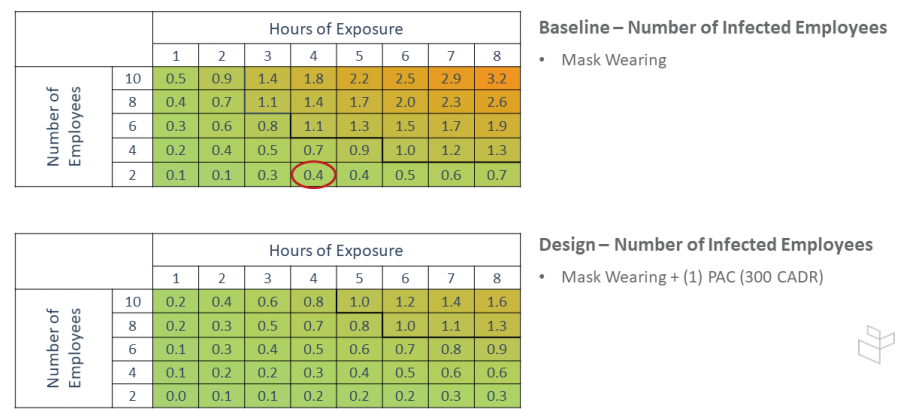 Hours of Exposure
Baseline – Number of Infected Employees
1 2 3 4 5 6 7 8
• Mask Wearing
Number of Employees
10 0.5 0.9 1.4 1.8 2.2 2.5 2.9 3.2
8 0.4 0.7 1.1 1.4 1.7 2.0 2.3 2.6
6 0.3 0.6 0.8 1.1 1.3 1.5 1.7 1.9
4 0.2 0.4 0.5 0.7 0.9 1.0 1.2 1.3
2 0.1 0.1 0.3 0.4 0.4 0.5 0.6 0.7
Hours of Exposure
Design – Number of Infected Employees
1 2 3 4 5 6 7 8
• Mask Wearing + (1) PAC (300 CADR)
Number of Employees
10 0.2 0.4 0.6 0.8 1.0 1.2 1.4 1.6
8 0.2 0.3 0.5 0.7 0.8 1.0 1.1 1.3
6 0.1 0.3 0.4 0.5 0.6 0.7 0.8 0.9
4 0.1 0.2 0.2 0.3 0.4 0.5 0.6 0.6
2 0.0 0.1 0.1 0.2 0.2 0.2 0.3 0.3